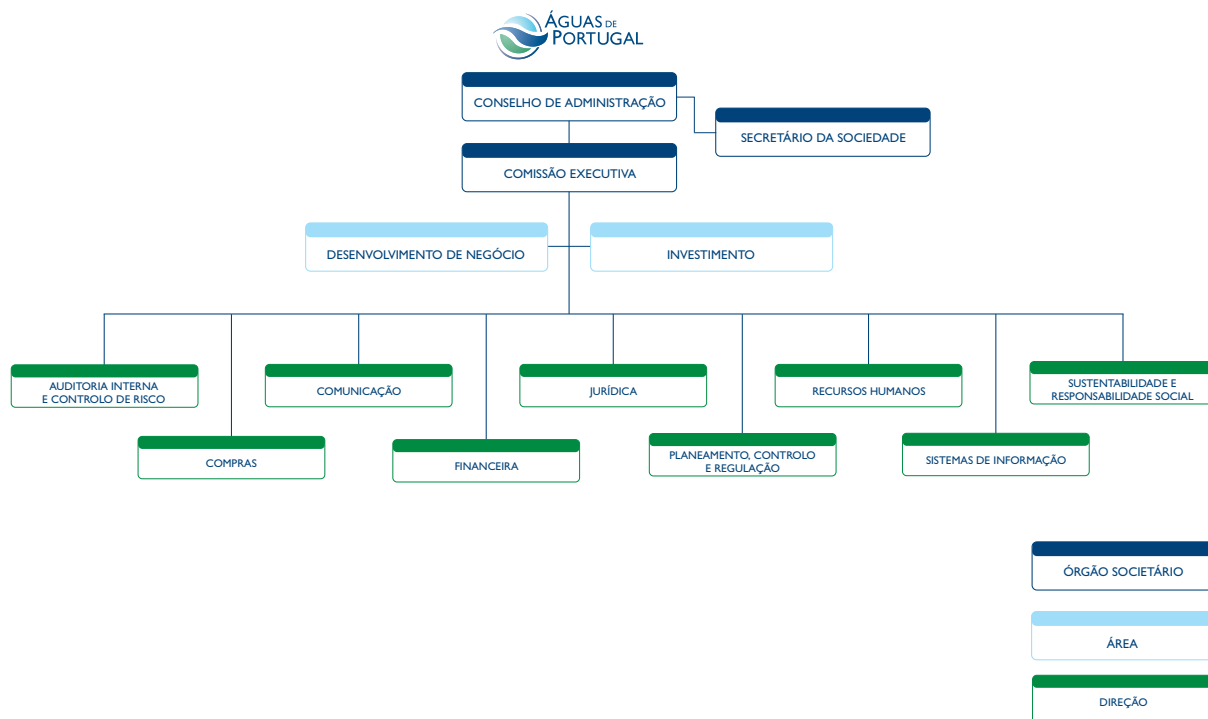 ÁGUAS DE
PORTUGAL
CONSELHO DE ADMINISTRAÇÃO
SECRETÁRIO DA SOCIEDADE
COMISSÃO EXECUTIVA
DESENVOLVIMENTO DE NEGÓCIO
INVESTIMENTO
AUDITORIA INTERNA
E CONTROLO DE RISCO
COMUNICAÇÃO
JURÍDICA
RECURSOS HUMANOS
SUSTENTABILIDADE E
RESPONSABILIDADE SOCIAL
COMPRAS
FINANCEIRA
PLANEAMENTO, CONTROLO
E REGULAÇÃO
SISTEMAS DE INFORMAÇÃO
ÓRGÃO SOCIETÁRIO
ÁREA
DIREÇÃO